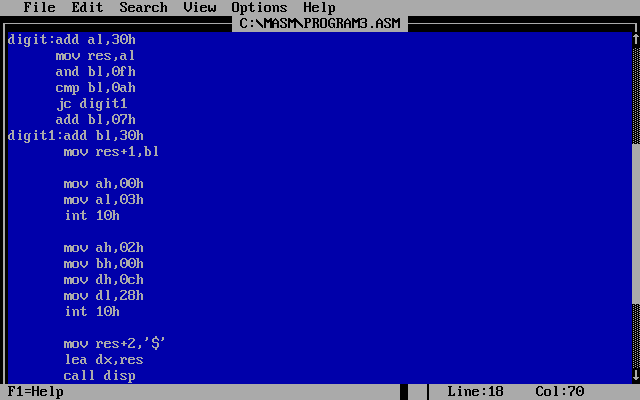 File Edit Search View Options Help
C:\MASM\PROGRAM3.ASM
digit:add al,30h
mov res,al
and bl,0fh
cmp bl,0ah
jc digit1
add bl,07h
digit1:add bl,30h
mov res+1,bl
mov ah,00h
mov al,03h
int 10h
mov ah,02h
mov bh,00h
mov dh,0ch
mov dl,28h
int 10h
mov res+2,'$'
lea dx,res
call disp
F1=Help Line:18 Col:70